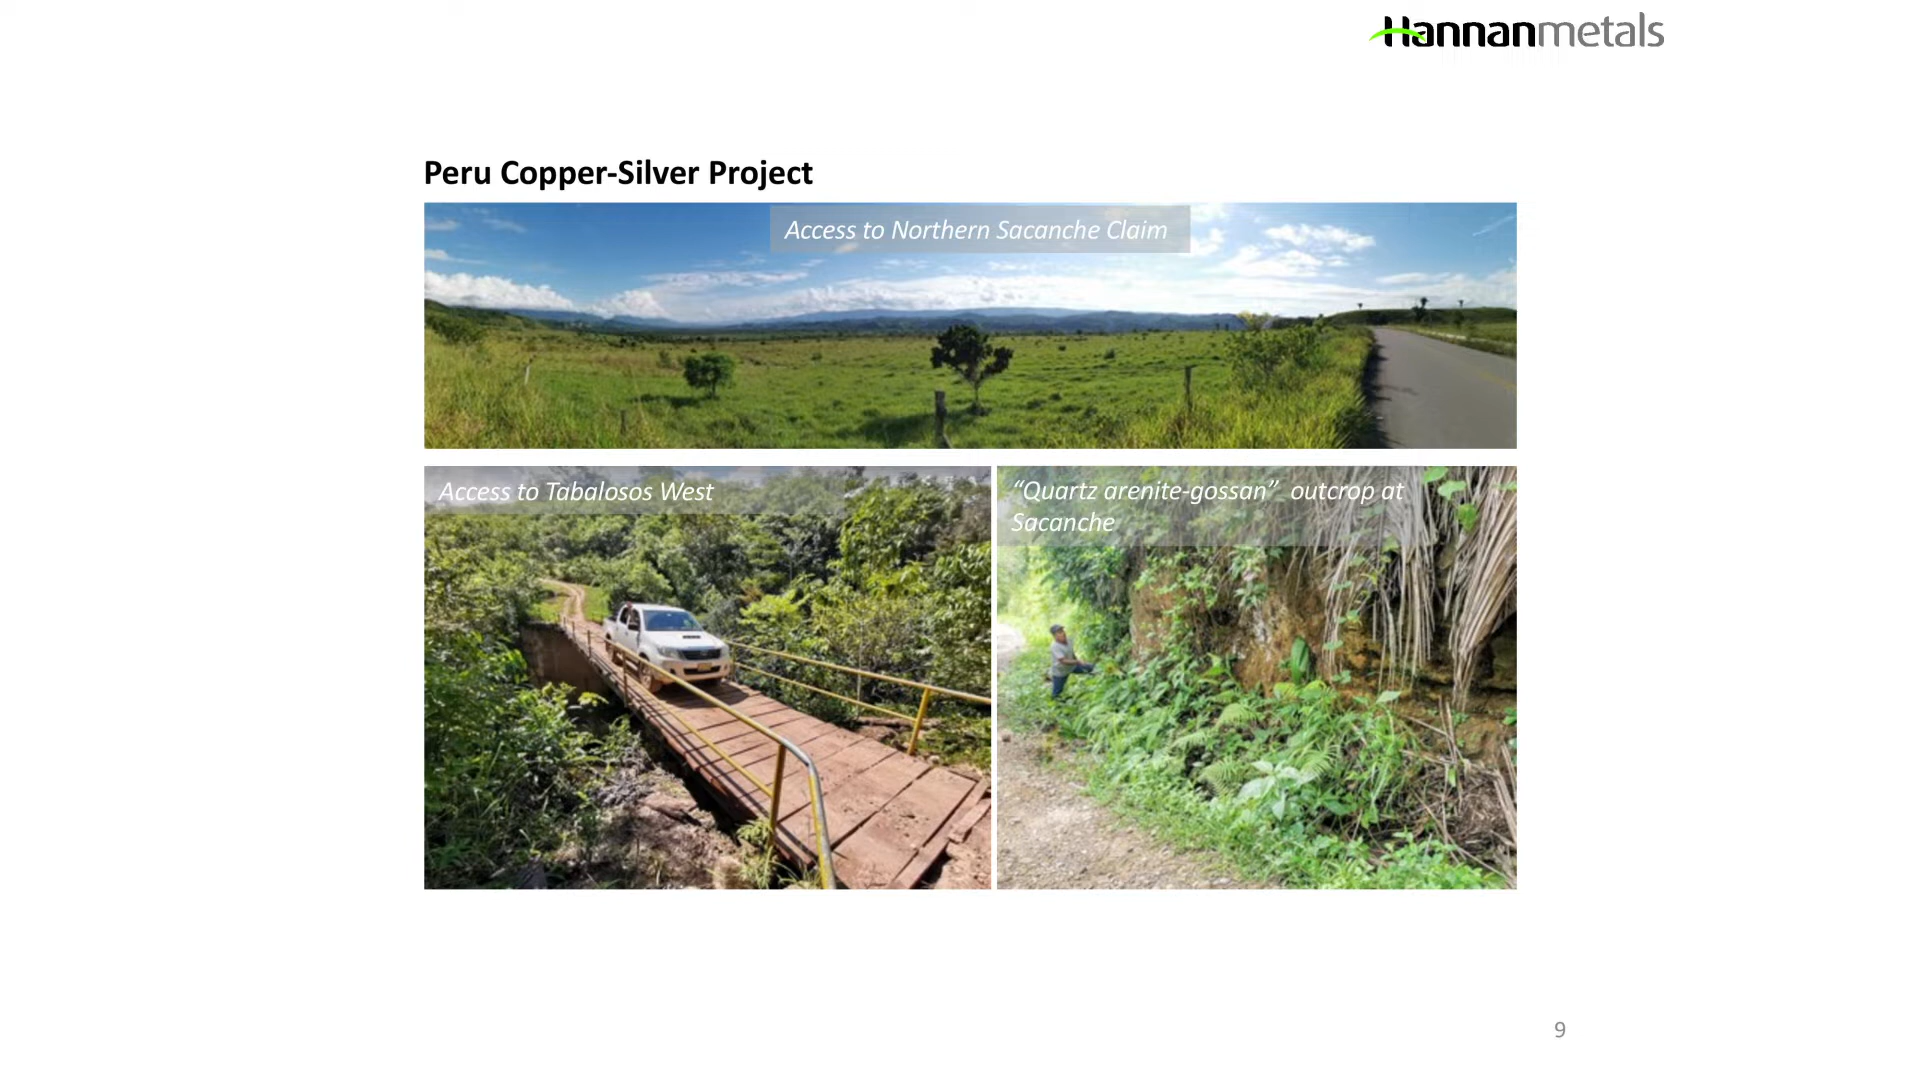 Hannanmetals
Peru Copper-Silver Project
Access to Northern Sacanche Claim
Access to Tabalosos West
“Quartz arenite-gossan” outcrop at
Sacanche
9